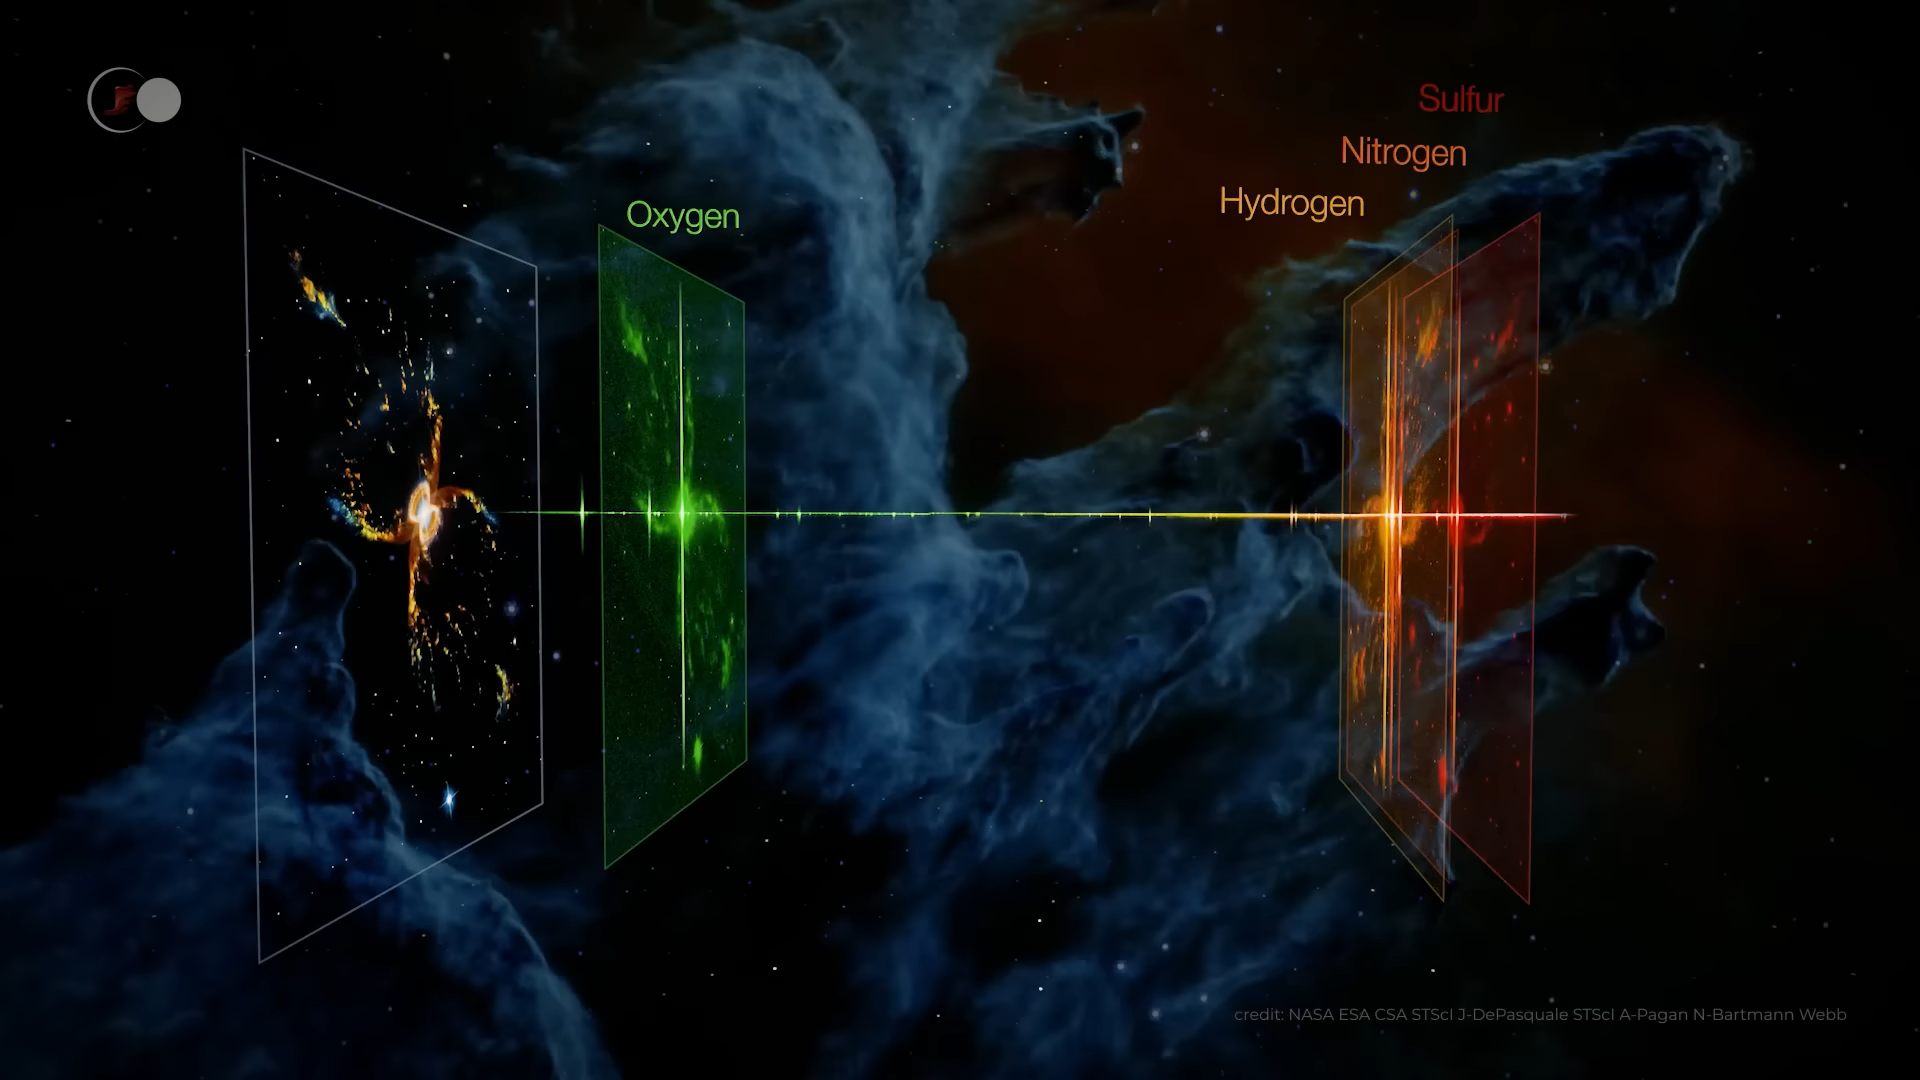 Sulfur
Nitrogen
Hydrogen
Oxygen
credit: NASA ESA CSA STScI J-DePasquale STScI A-Pagan N-Bartmann Webb